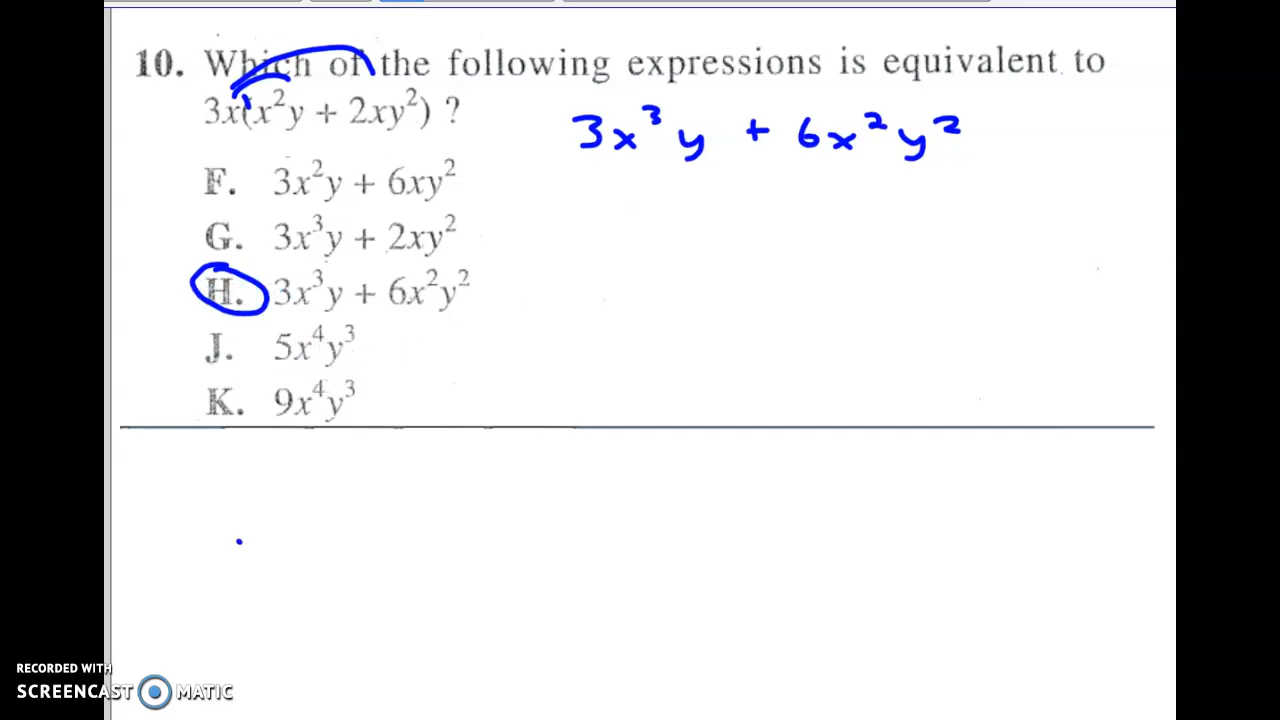 10. Which of the following expressions is equivalent to
3x(x²y + 2xy²) ?
3x³y + 6x²y²
F. 3x²y + 6xy²
G. 3x³y + 2xy²
H. 3x³y + 6x²y²
J. 5x⁴y³
K. 9x⁴y³
RECORDED WITH
SCREENCAST MATIC